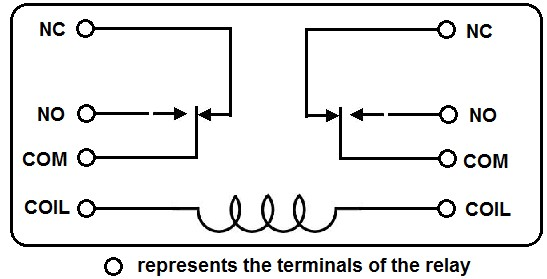 NC NC
NO NO
COM COM
COIL COIL
represents the terminals of the relay